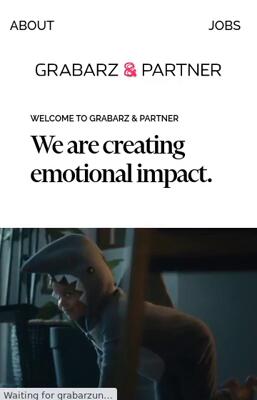 ABOUT
JOBS
GRABARZ & PARTNER
WELCOME TO GRABARZ & PARTNER
We are creating
emotional impact.
Waiting for grabarzun...